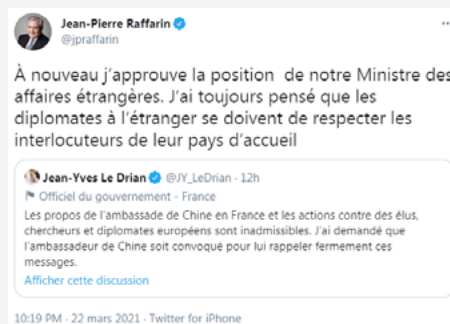 Jean-Pierre Raffarin
@jpraffarin
À nouveau j'approuve la position de notre Ministre des
affaires étrangères. J'ai toujours pensé que les
diplomates à l'étranger se doivent de respecter les
interlocuteurs de leur pays d'accueil
Jean-Yves Le Drian @JY_LeDrian · 12h
Officiel du gouvernement - France
Les propos de l'ambassade de Chine en France et les actions contre des élus,
chercheurs et diplomates européens sont inadmissibles. J'ai demandé que
l'ambassadeur de Chine soit convoqué pour lui rappeler fermement ces
messages.
Afficher cette discussion
10:19 PM · 22 mars 2021 · Twitter for iPhone